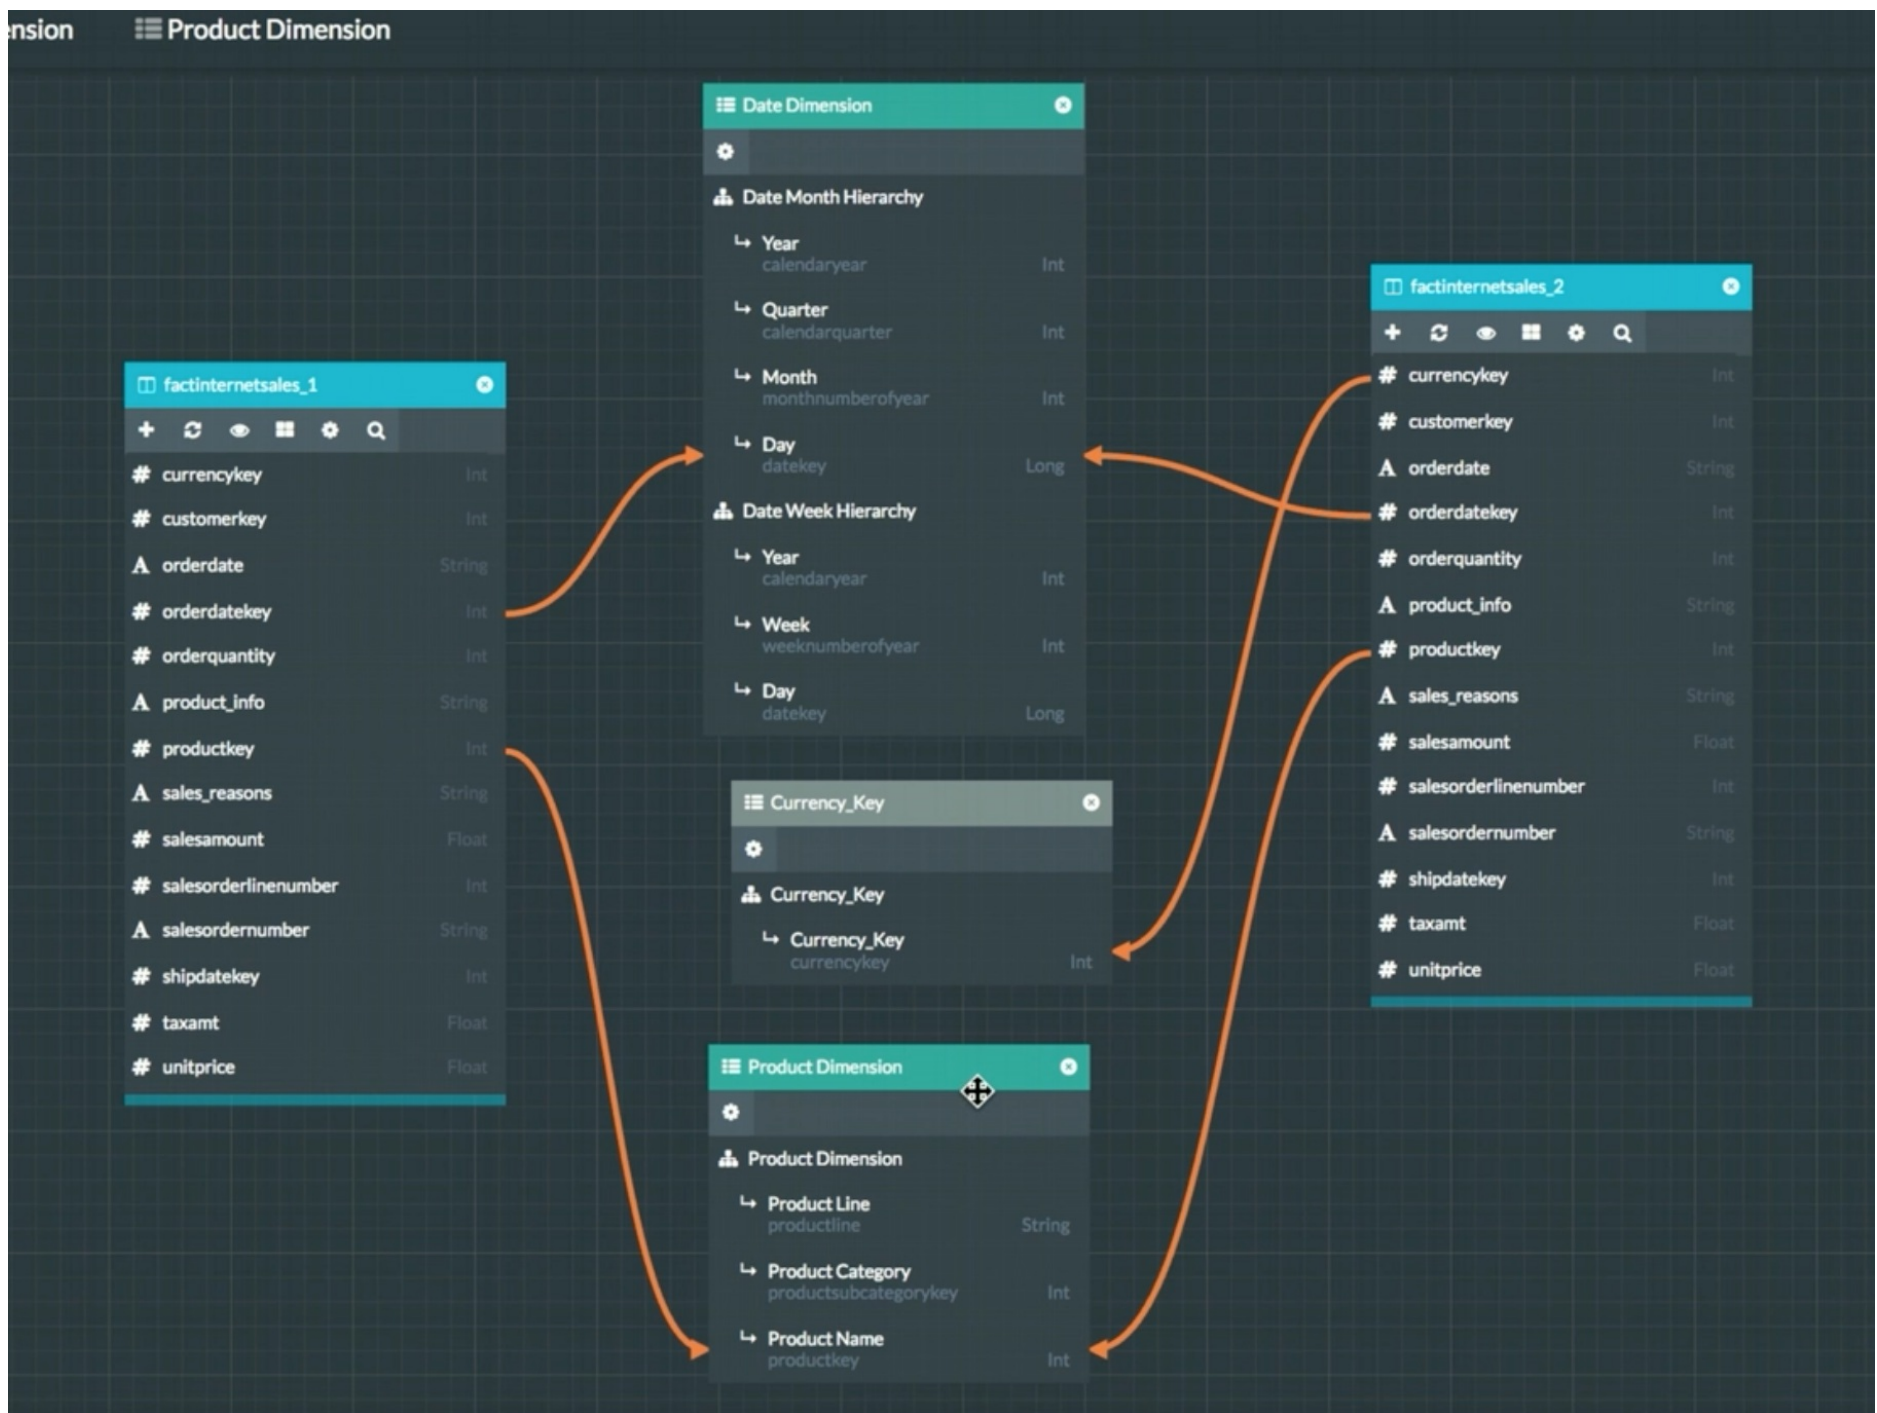 ension
Product Dimension
Date Dimension
Date Month Hierarchy
Year
calendaryear Int
Quarter
calendarquarter Int
Month
monthnumberofyear Int
Day
datekey Long
Date Week Hierarchy
Year
calendaryear Int
Week
weeknumberofyear Int
Day
datekey Long
factinternetsales_1
# currencykey Int
# customerkey Int
A orderdate String
# orderdatekey Int
# orderquantity Int
A product_info String
# productkey Int
A sales_reasons String
# salesamount Float
# salesorderlinenumber Int
A salesordernumber String
# shipdatekey Int
# taxamt Float
# unitprice Float
Currency_Key
Currency_Key
Currency_Key
currencykey Int
Product Dimension
Product Dimension
Product Line
productline String
Product Category
productsubcategorykey Int
Product Name
productkey Int
factinternetsales_2
# currencykey Int
# customerkey Int
A orderdate String
# orderdatekey Int
# orderquantity Int
A product_info String
# productkey Int
A sales_reasons String
# salesamount Float
# salesorderlinenumber Int
A salesordernumber String
# shipdatekey Int
# taxamt Float
# unitprice Float